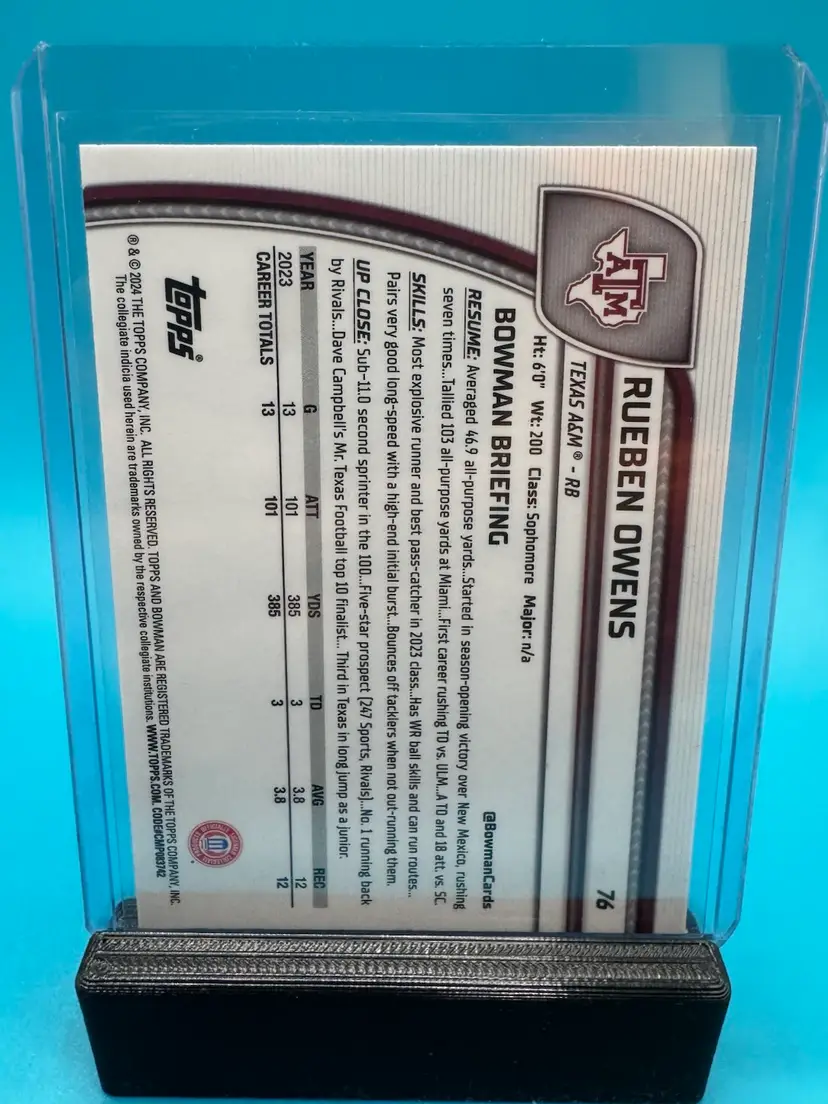 RUEBEN OWENS
76
ATM
TEXAS A&M® - RB
Ht: 6'0" Wt: 200 Class: Sophomore Major: n/a
BOWMAN BRIEFING
@BowmanCards
RESUME: Averaged 46.9 all-purpose yards...Started in season-opening victory over New Mexico, rushing
seven times...Tallied 103 all-purpose yards at Miami...First career rushing TD vs. ULM...A TD and 18 att. vs. SC.
SKILLS: Most explosive runner and best pass-catcher in 2023 class...Has WR ball skills and can run routes...
Pairs very good long-speed with a high-end initial burst...Bounces off tacklers when not out-running them.
UP CLOSE: Sub-11.0 second sprinter in the 100...Five-star prospect (247 Sports, Rivals)...No. 1 running back
by Rivals...Dave Campbell's Mr. Texas Football top 10 Finalist... Third in Texas in long jump as a junior.
YEAR G ATT YDS TD AVG REC
2023 13 101 385 3 3.8 12
CAREER TOTALS 13 101 385 3 3.8 12
topps®
® & © 2024 THE TOPPS COMPANY, INC. ALL RIGHTS RESERVED. TOPPS AND BOWMAN ARE REGISTERED TRADEMARKS OF THE TOPPS COMPANY, INC.
The collegiate indicia used herein are trademarks owned by the respective collegiate institutions. WWW.TOPPS.COM. CODE#CMP083742